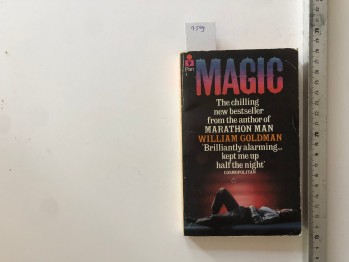 Pan
MAGIC
The chilling
new bestseller
from the author of
MARATHON MAN
WILLIAM GOLDMAN
'Brilliantly alarming...
kept me up
half the night'
COSMOPOLITAN